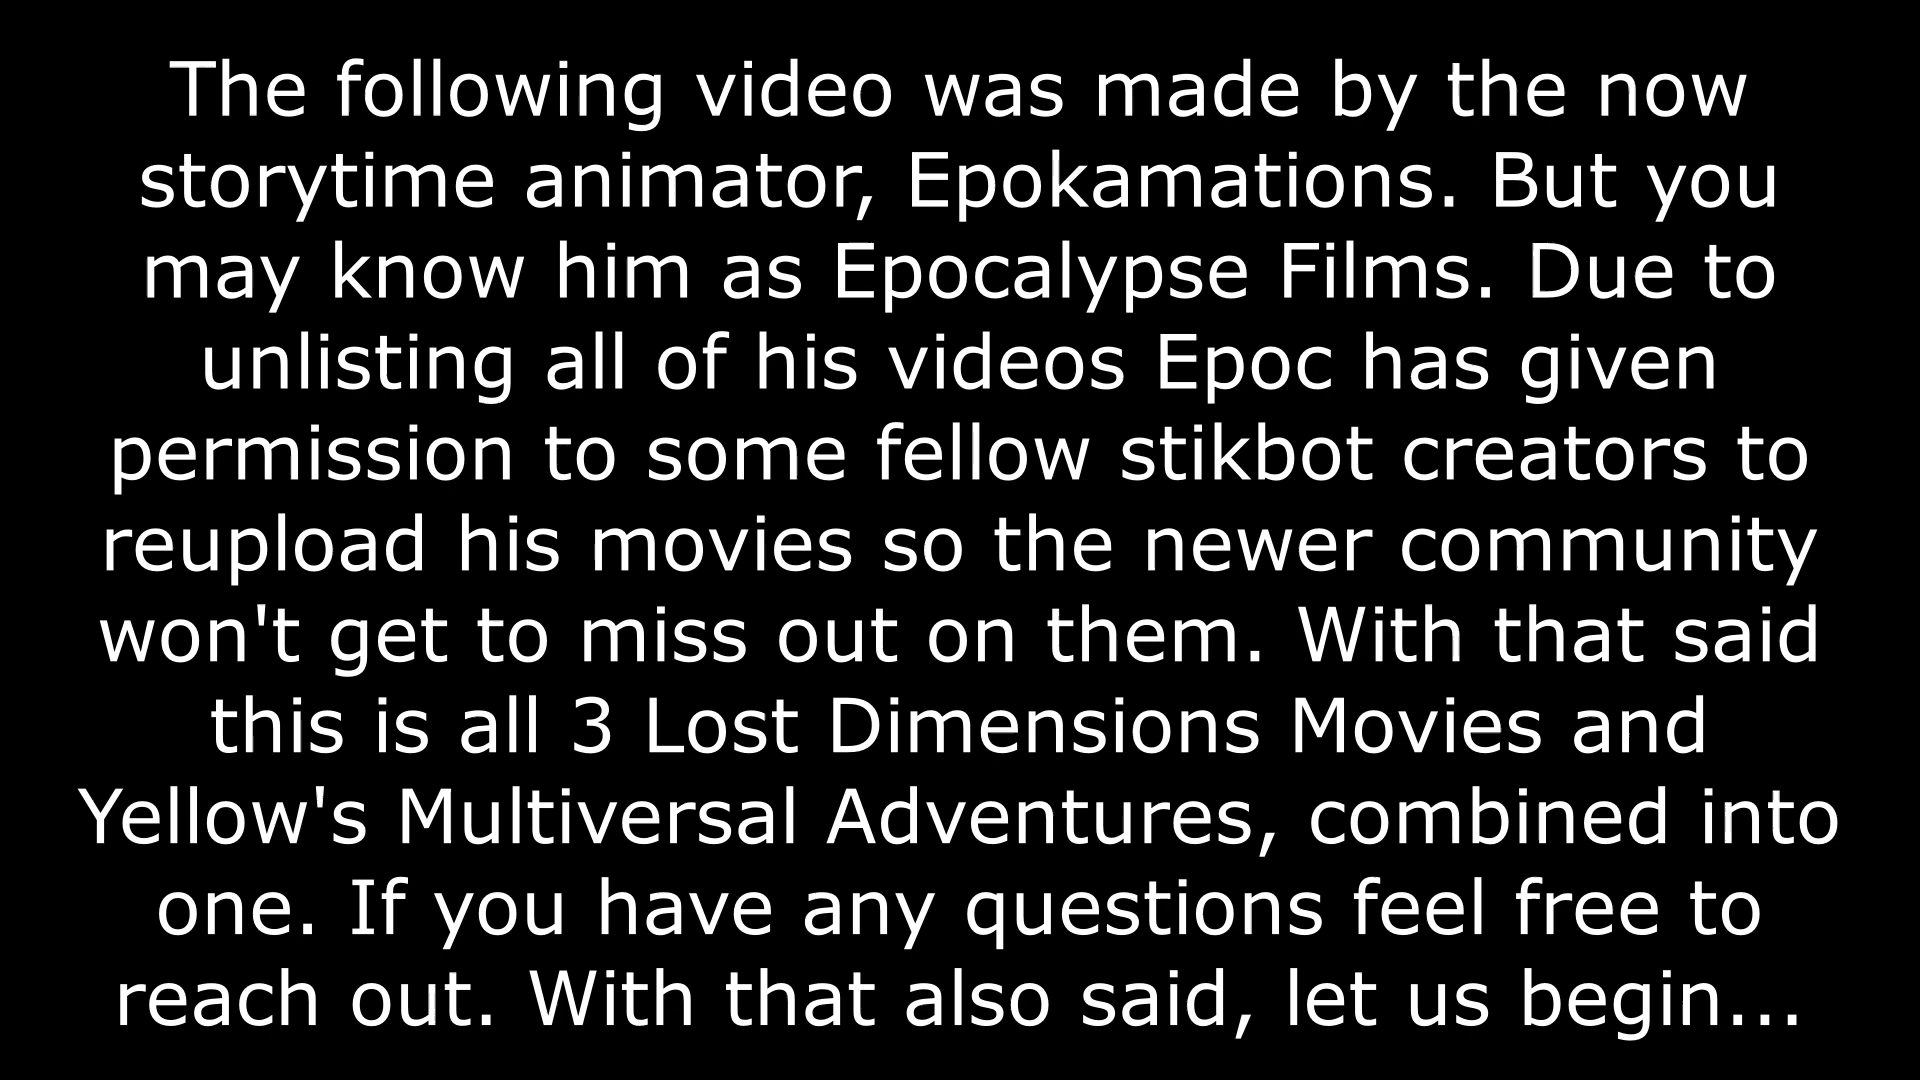 The following video was made by the now
storytime animator, Epokamations. But you
may know him as Epocalypse Films. Due to
unlisting all of his videos Epoc has given
permission to some fellow stikbot creators to
reupload his movies so the newer community
won't get to miss out on them. With that said
this is all 3 Lost Dimensions Movies and
Yellow's Multiversal Adventures, combined into
one. If you have any questions feel free to
reach out. With that also said, let us begin...